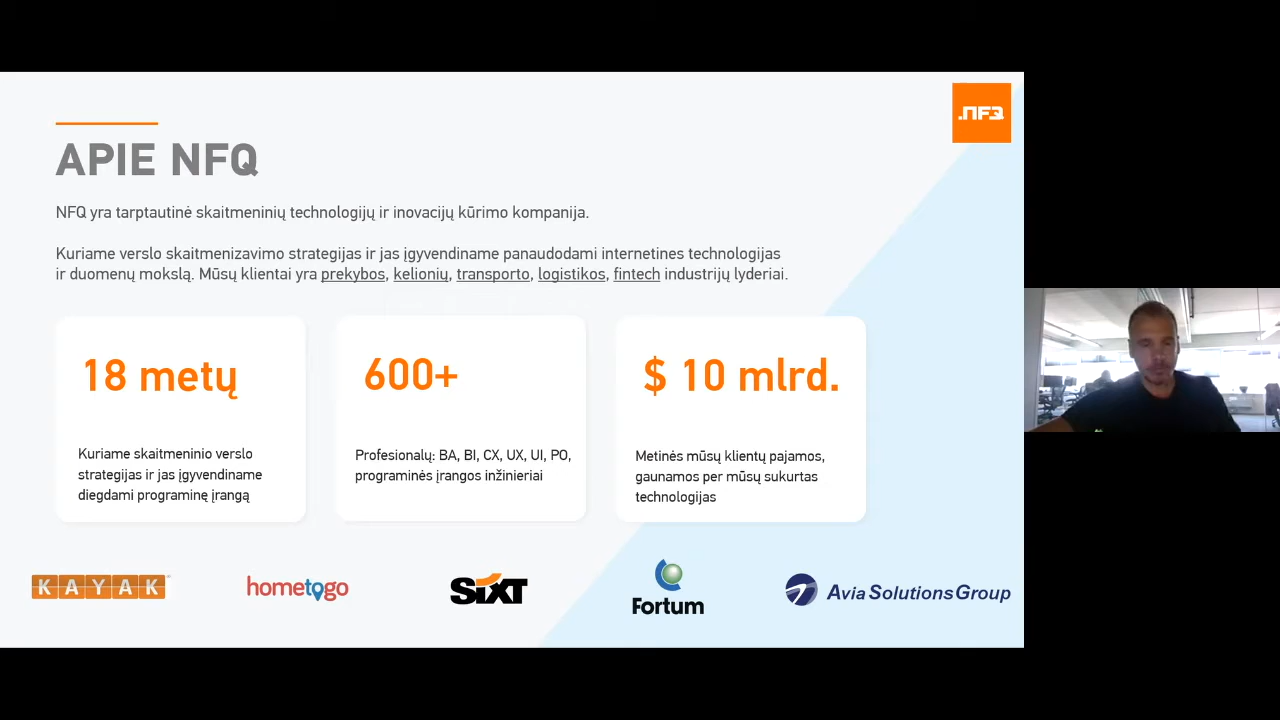 .NFQ
APIE NFQ
NFQ yra tarptautinė skaitmeninių technologijų ir inovacijų kūrimo kompanija.
Kuriame verslo skaitmenizavimo strategijas ir jas įgyvendiname panaudodami internetines technologijas
ir duomenų mokslą. Mūsų klientai yra prekybos, kelionių, transporto, logistikos, fintech industrijų lyderiai.
18 metų
Kuriame skaitmeninio verslo
strategijas ir jas įgyvendiname
diegdami programinę įrangą
600+
Profesionalų: BA, BI, CX, UX, UI, PO,
programinės įrangos inžinieriai
$ 10 mlrd.
Metinės mūsų klientų pajamos,
gaunamos per mūsų sukurtas
technologijas
KAYAK
hometogo
SIXT
Fortum
Avia Solutions Group